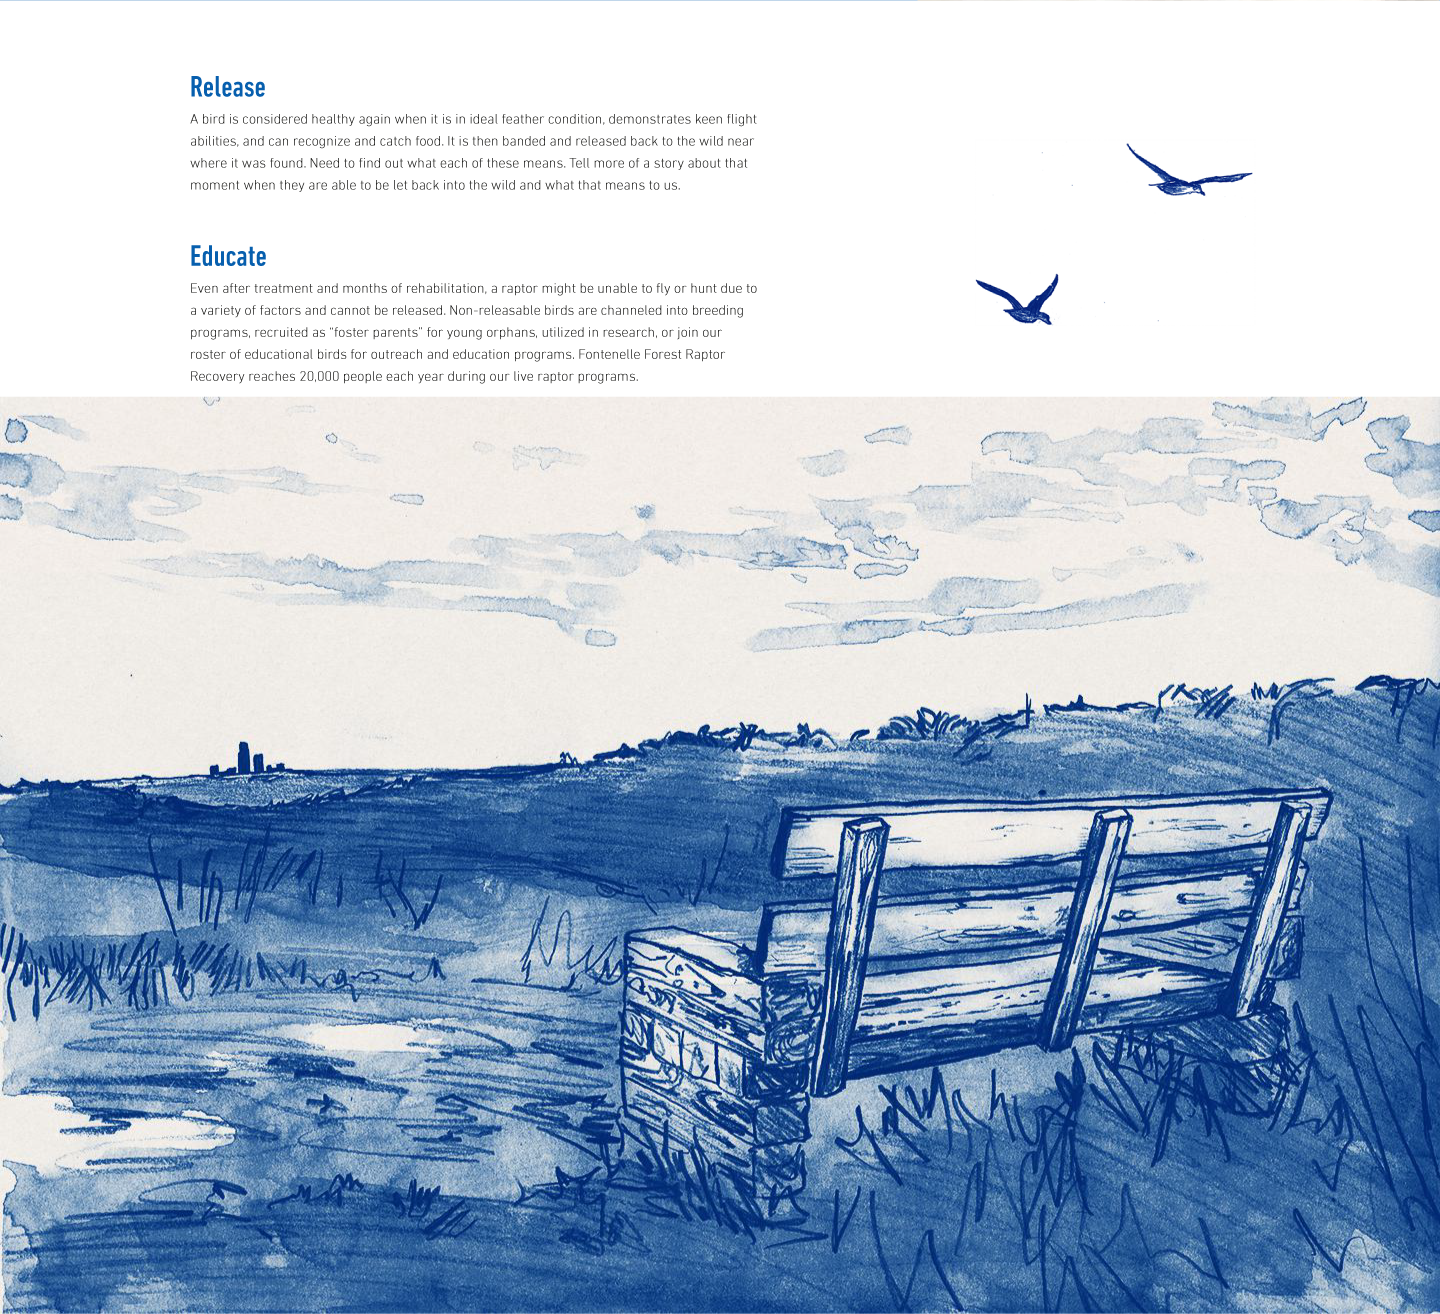 Release
A bird is considered healthy again when it is in ideal feather condition, demonstrates keen flight
abilities, and can recognize and catch food. It is then banded and released back to the wild near
where it was found. Need to find out what each of these means. Tell more of a story about that
moment when they are able to be let back into the wild and what that means to us.
Educate
Even after treatment and months of rehabilitation, a raptor might be unable to fly or hunt due to
a variety of factors and cannot be released. Non-releasable birds are channeled into breeding
programs, recruited as “foster parents” for young orphans, utilized in research, or join our
roster of educational birds for outreach and education programs. Fontenelle Forest Raptor
Recovery reaches 20,000 people each year during our live raptor programs.